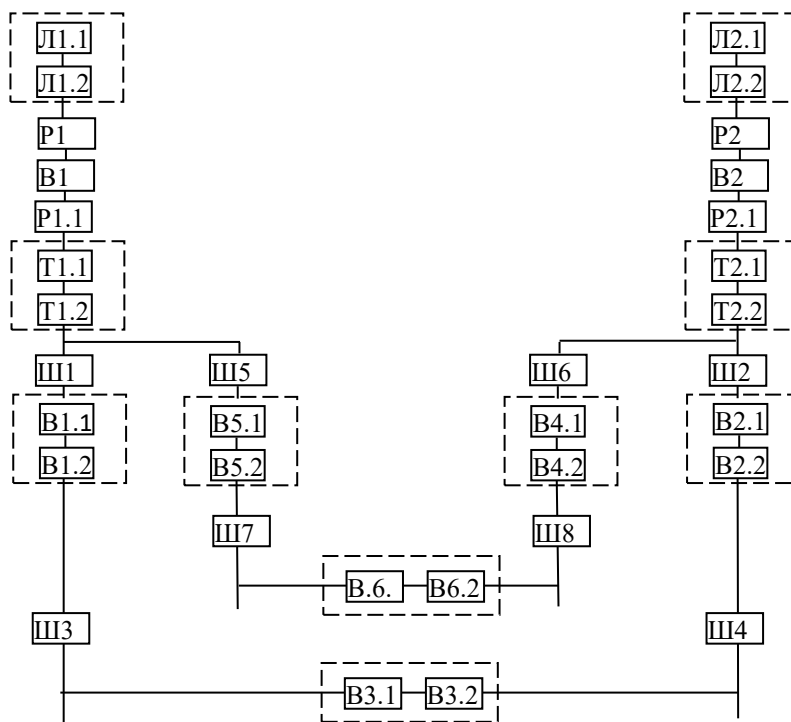 Л1.1
Л2.1
Л1.2
Л2.2
Р1
Р2
В1
В2
Р1.1
Р2.1
Т1.1
Т2.1
Т1.2
Т2.2
Ш1
Ш5
Ш6
Ш2
В1.1
В5.1
В4.1
В2.1
В1.2
В5.2
В4.2
В2.2
Ш7
Ш8
В.6.
В6.2
Ш3
Ш4
В3.1
В3.2